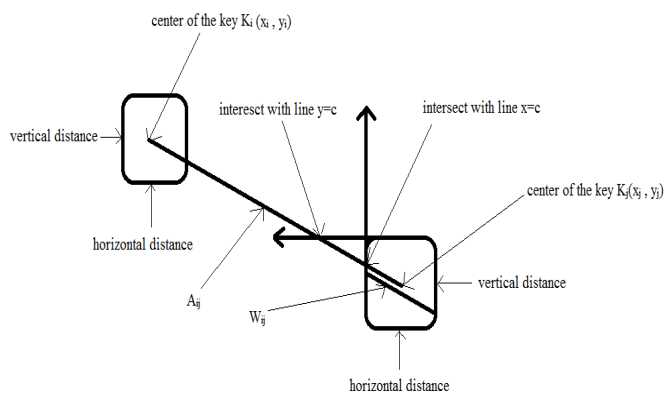 center of the key Ki (xi , yi)
interesct with line y=c
intersect with line x=c
vertical distance
center of the key Kj(xj , yj)
horizontal distance
Aij
Wij
vertical distance
horizontal distance